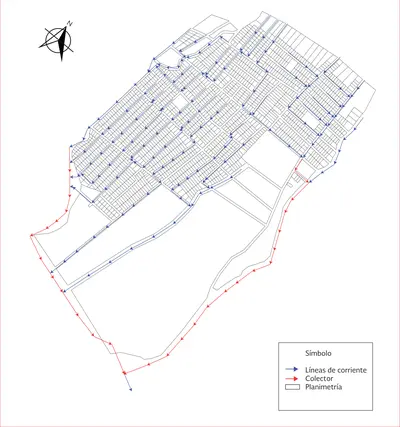 N
Símbolo
Líneas de corriente
Colector
Planimetría